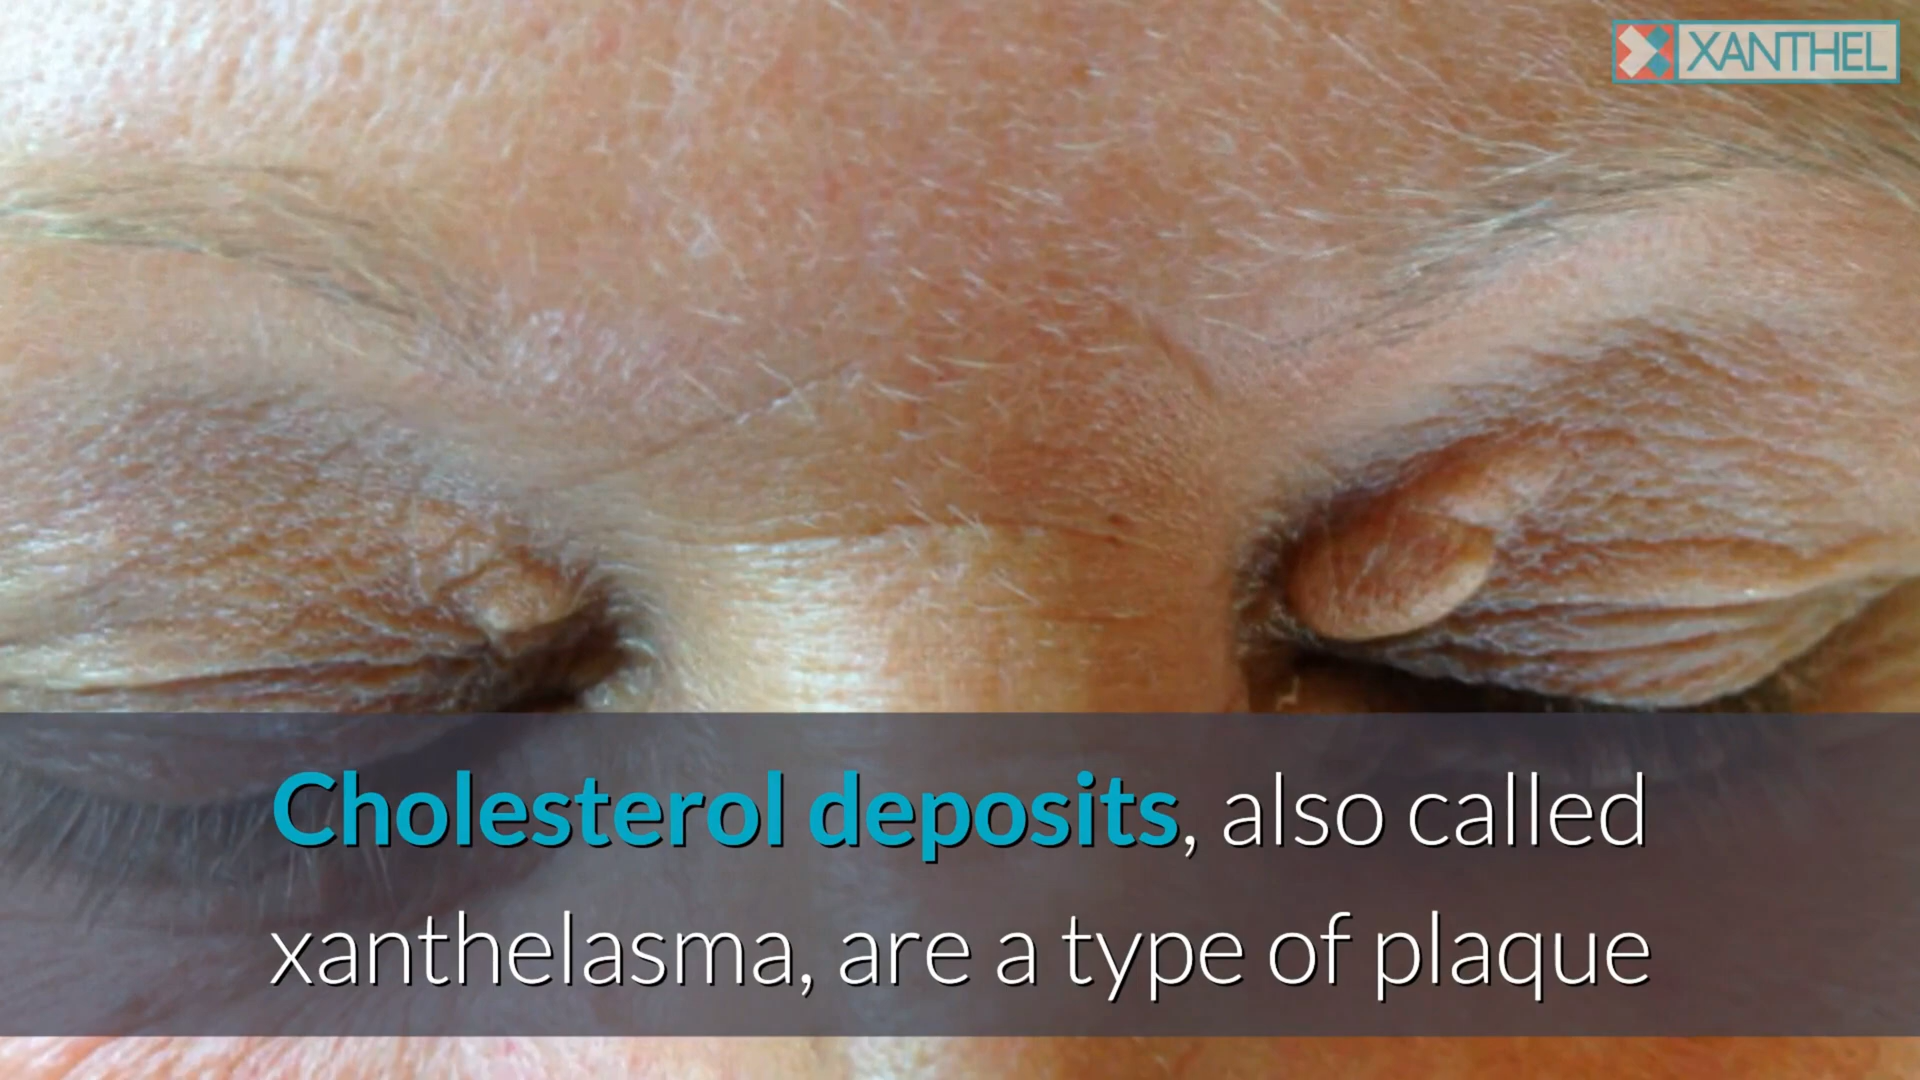 XANTHEL
Cholesterol deposits, also called
xanthelasma, are a type of plaque